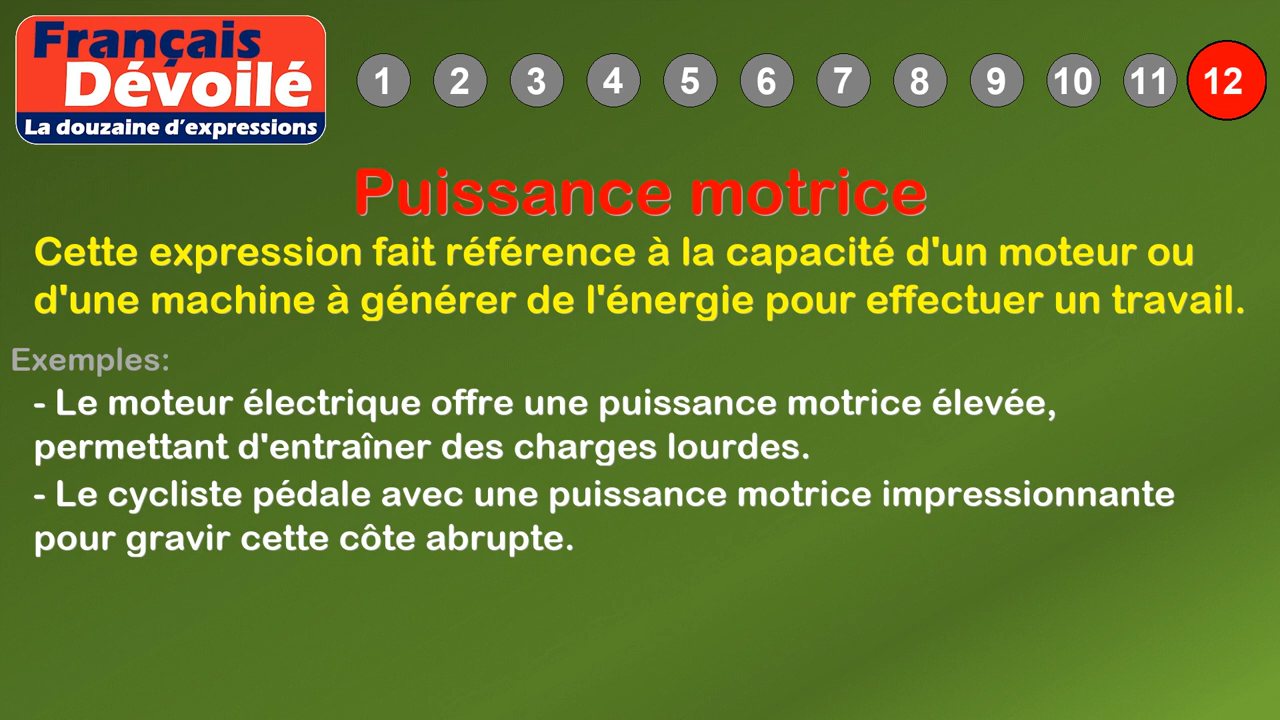 Français
Dévoilé
La douzaine d'expressions
1 2 3 4 5 6 7 8 9 10 11 12
Puissance motrice
Cette expression fait référence à la capacité d'un moteur ou
d'une machine à générer de l'énergie pour effectuer un travail.
Exemples:
- Le moteur électrique offre une puissance motrice élevée,
permettant d'entraîner des charges lourdes.
- Le cycliste pédale avec une puissance motrice impressionnante
pour gravir cette côte abrupte.